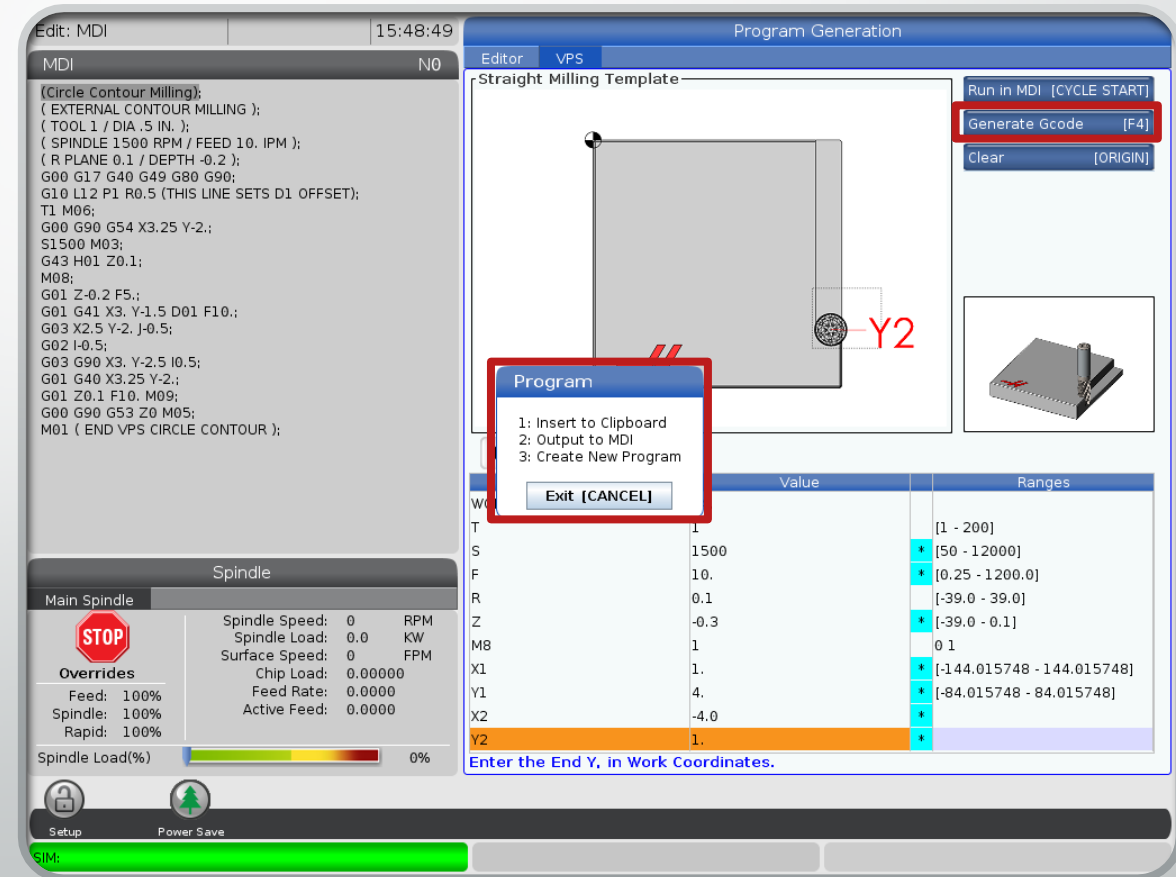 Edit: MDI
15:48:49
MDI N0
(Circle Contour Milling);
( EXTERNAL CONTOUR MILLING );
( TOOL 1 / DIA .5 IN. );
( SPINDLE 1500 RPM / FEED 10. IPM );
( R PLANE 0.1 / DEPTH -0.2 );
G00 G17 G40 G49 G80 G90;
G10 L12 P1 R0.5 (THIS LINE SETS D1 OFFSET);
T1 M06;
G00 G90 G54 X3.25 Y-2.;
S1500 M03;
G43 H01 Z0.1;
M08;
G01 Z-0.2 F5.;
G01 G41 X3. Y-1.5 D01 F10.;
G03 X2.5 Y-2. J-0.5;
G02 I-0.5;
G03 G90 X3. Y-2.5 I0.5;
G01 G40 X3.25 Y-2.;
G01 Z0.1 F10. M09;
G00 G90 G53 Z0 M05;
M01 ( END VPS CIRCLE CONTOUR );
Spindle
Main Spindle
STOP
Overrides
Feed: 100%
Spindle: 100%
Rapid: 100%
Spindle Speed: 0 RPM
Spindle Load: 0.0 KW
Surface Speed: 0 FPM
Chip Load: 0.00000
Feed Rate: 0.0000
Active Feed: 0.0000
Spindle Load(%) 0%
Setup
Power Save
SIM:
Program Generation
Editor VPS
Straight Milling Template
Run in MDI [CYCLE START]
Generate Gcode [F4]
Clear [ORIGIN]
Y2
Program
1: Insert to Clipboard
2: Output to MDI
3: Create New Program
Exit [CANCEL]
Value Ranges
T 1 [1 - 200]
S 1500 * [50 - 12000]
F 10. * [0.25 - 1200.0]
R 0.1 [-39.0 - 39.0]
Z -0.3 * [-39.0 - 0.1]
M8 1 0 1
X1 1. * [-144.015748 - 144.015748]
Y1 4. * [-84.015748 - 84.015748]
X2 -4.0 *
Y2 1. *
Enter the End Y, in Work Coordinates.